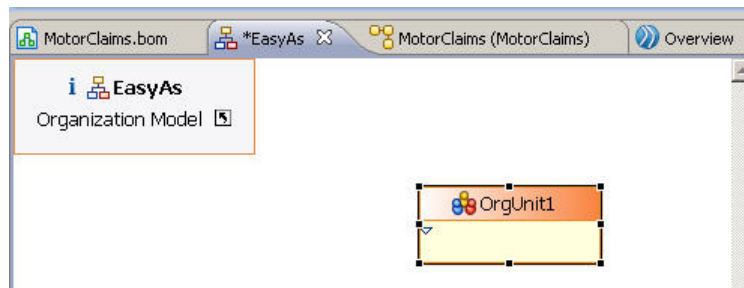 MotorClaims.bom
*EasyAs
MotorClaims (MotorClaims)
Overview
i EasyAs
Organization Model
OrgUnit1